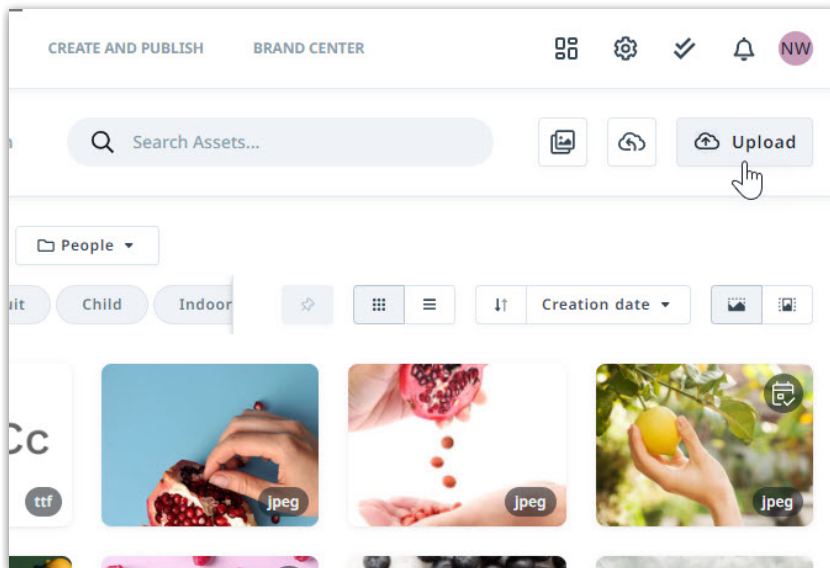 CREATE AND PUBLISH BRAND CENTER NW
Search Assets... Upload
People
Child Indoor Creation date
Cc
ttf jpeg jpeg jpeg